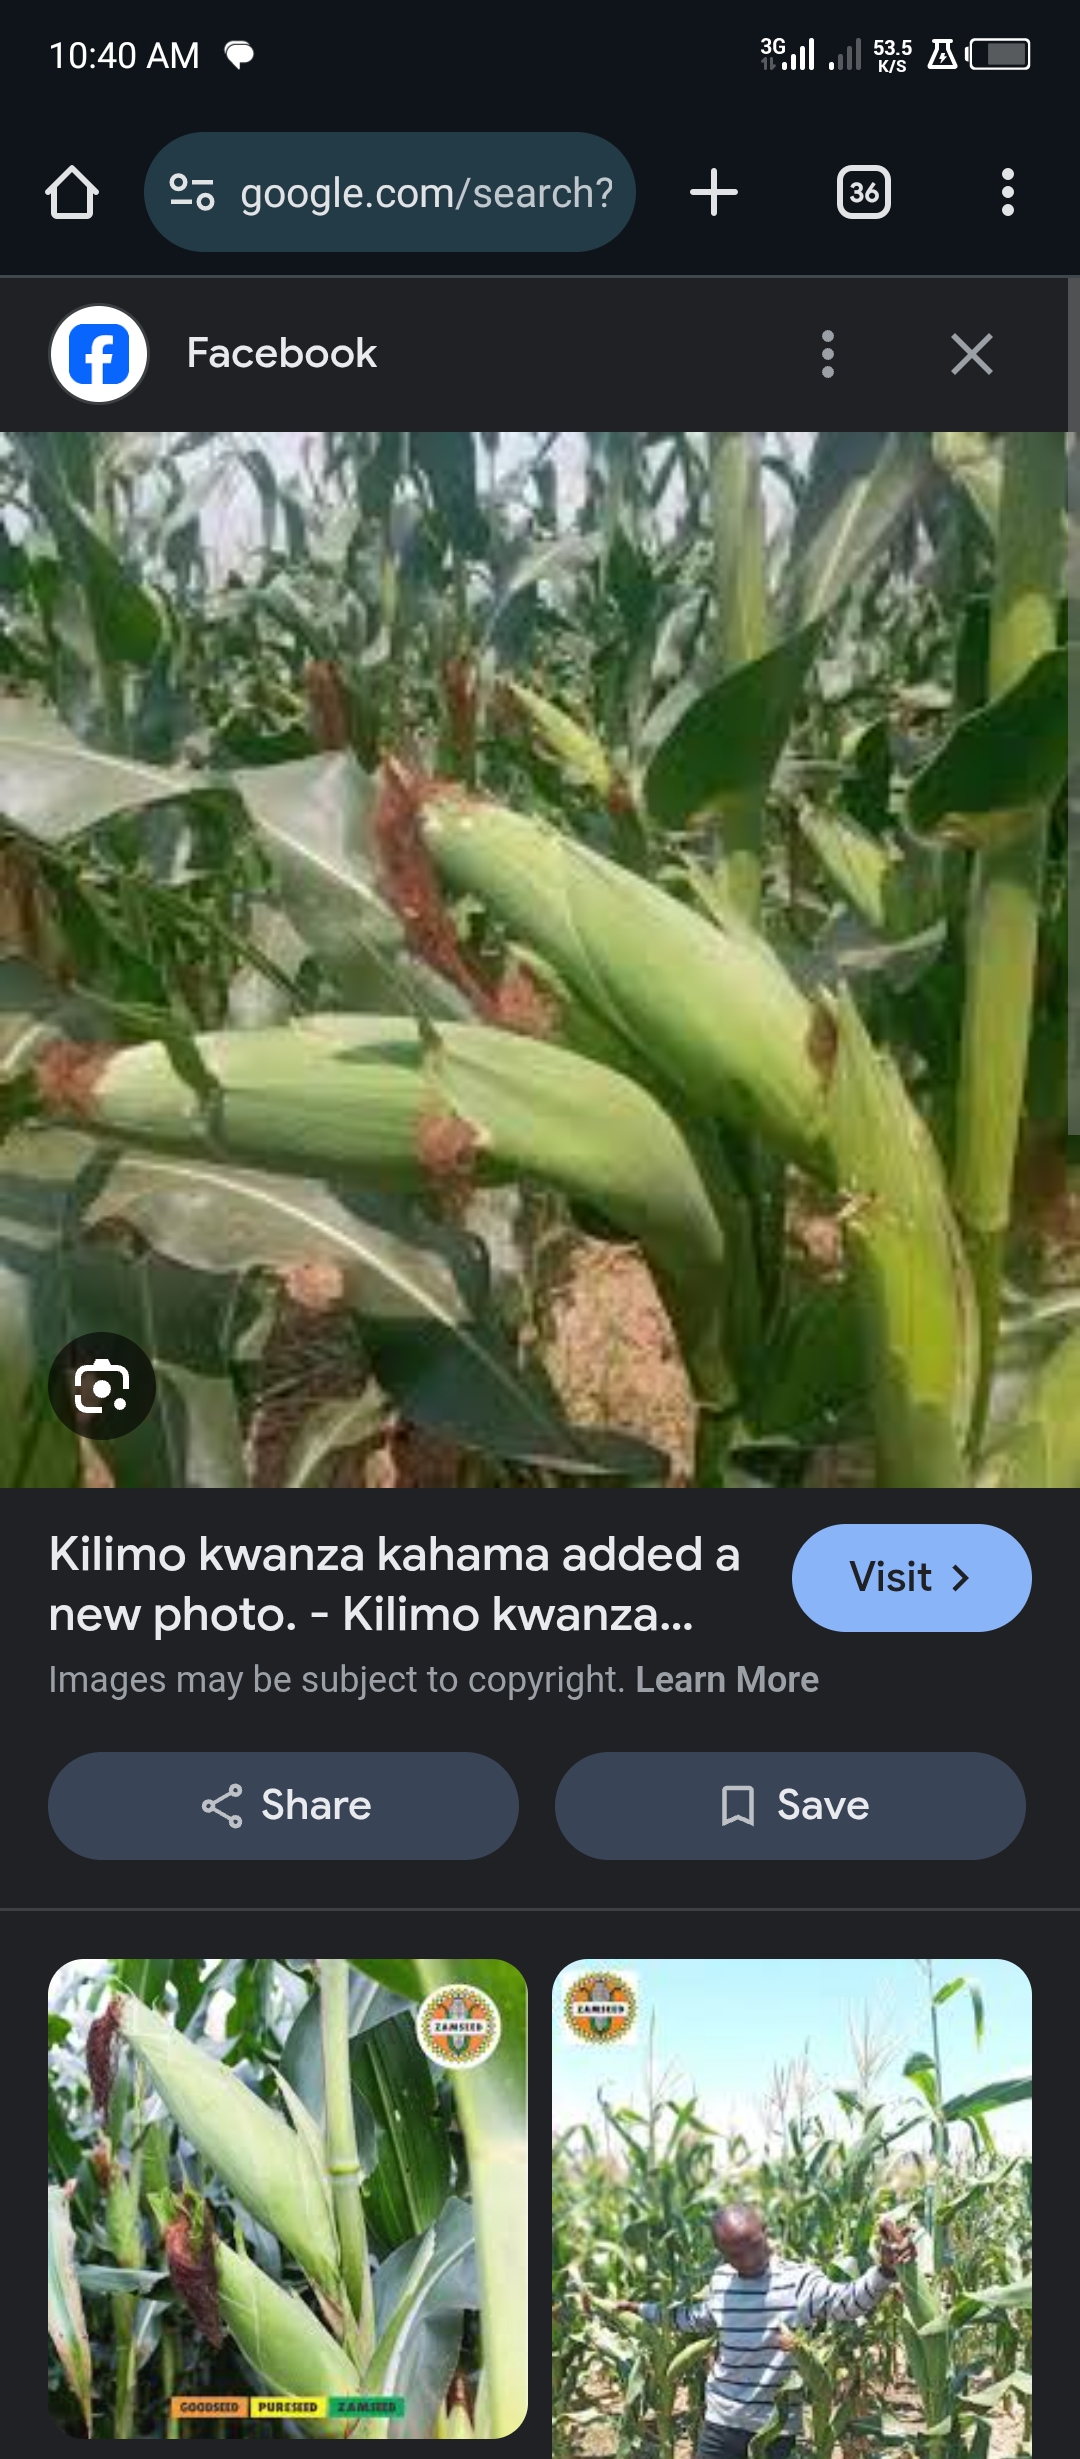 10:40 AM
3G
53.5
K/S
google.com/search?
36
Facebook
Kilimo kwanza kahama added a
new photo. - Kilimo kwanza...
Visit
Images may be subject to copyright. Learn More
Share
Save
ZAMSEED
ZAMSEED
GOODSEED PURESEED ZAMSEED